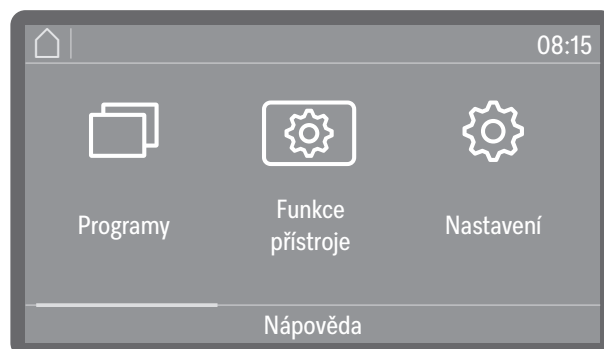 08:15
Programy
Funkce
přístroje
Nastavení
Nápověda